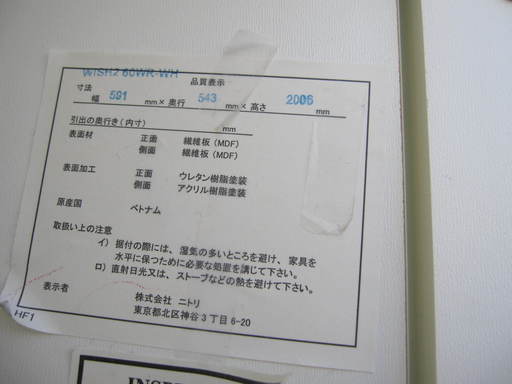 WISH2 60WR-WH
品質表示
寸法
幅 591 mm× 奥行 543 mm× 高さ 2006 mm
引出の奥行き(内寸) mm
表面材 正面 繊維板(MDF)
側面 繊維板(MDF)
表面加工 正面 ウレタン樹脂塗装
側面 アクリル樹脂塗装
原産国 ベトナム
取扱い上の注意
イ) 据付の際には、湿気の多いところを避け、家具を
水平に保つために必要な処置を講じて下さい。
ロ) 直射日光又は、ストーブなどの熱を避けて下さい。
表示者 株式会社 ニトリ
東京都北区神谷3丁目6-20
HF1